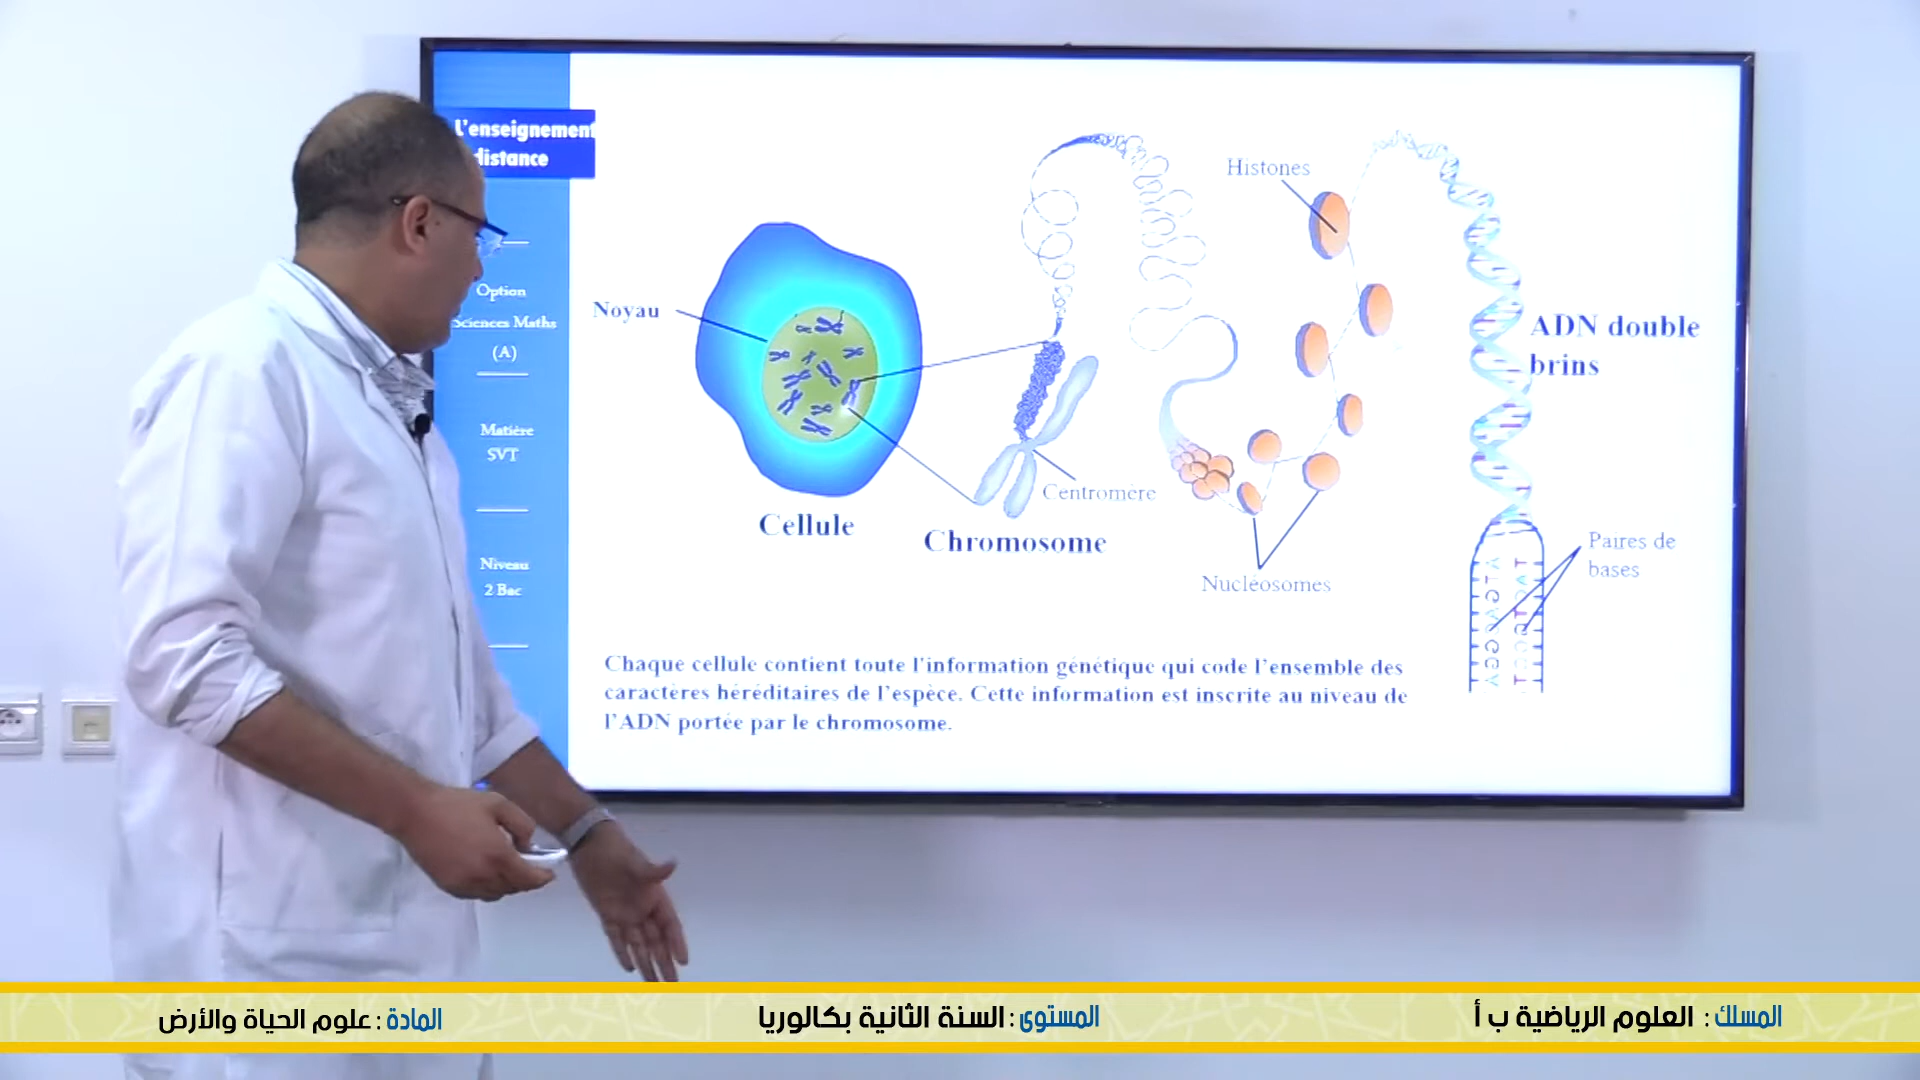 L'enseignement
distance
Option
Sciences Maths
(A)
Matière
SVT
Niveau
2 Bac
Noyau
Cellule
Chromosome
Centromère
Histones
Nucléosomes
ADN double
brins
Paires de
bases
Chaque cellule contient toute l'information génétique qui code l'ensemble des
caractères héréditaires de l'espèce. Cette information est inscrite au niveau de
l'ADN portée par le chromosome.
المسلك : العلوم الرياضية ب أ
المستوى : السنة الثانية بكالوريا
المادة : علوم الحياة والأرض